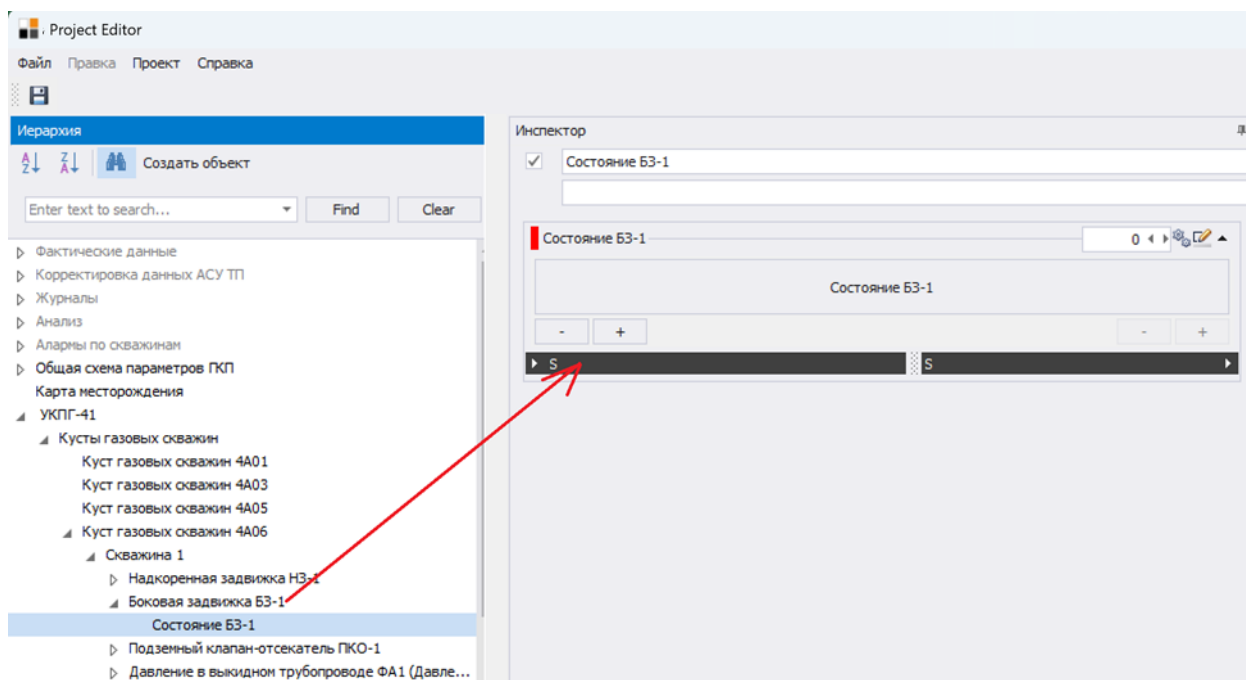 Project Editor
Файл Правка Проект Справка
Иерархия
Создать объект
Enter text to search... Find Clear
Фактические данные
Корректировка данных АСУ ТП
Журналы
Анализ
Алармы по скважинам
Общая схема параметров ГКП
Карта месторождения
УКПГ-41
Кусты газовых скважин
Куст газовых скважин 4А01
Куст газовых скважин 4А03
Куст газовых скважин 4А05
Куст газовых скважин 4А06
Скважина 1
Надкоренная задвижка НЗ-1
Боковая задвижка БЗ-1
Состояние БЗ-1
Подземный клапан-отсекатель ПКО-1
Давление в выкидном трубопроводе ФА1 (Давле...
Инспектор
Состояние БЗ-1
Состояние БЗ-1 0
Состояние БЗ-1
- + - +
S S